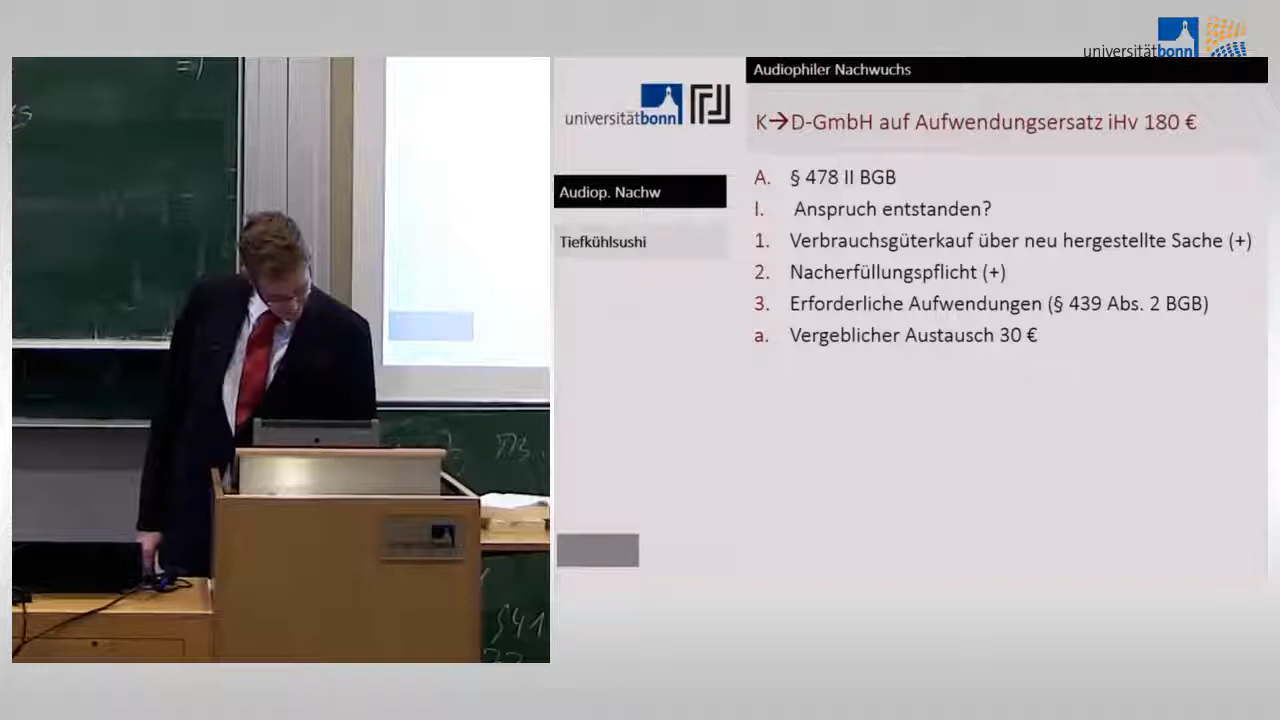 universitätbonn
Audiophiler Nachwuchs
universitätbonn
K→D-GmbH auf Aufwendungsersatz iHv 180 €
Audiop. Nachw
Tiefkühlsushi
A. § 478 II BGB
I. Anspruch entstanden?
1. Verbrauchsgüterkauf über neu hergestellte Sache (+)
2. Nacherfüllungspflicht (+)
3. Erforderliche Aufwendungen (§ 439 Abs. 2 BGB)
a. Vergeblicher Austausch 30 €
§41